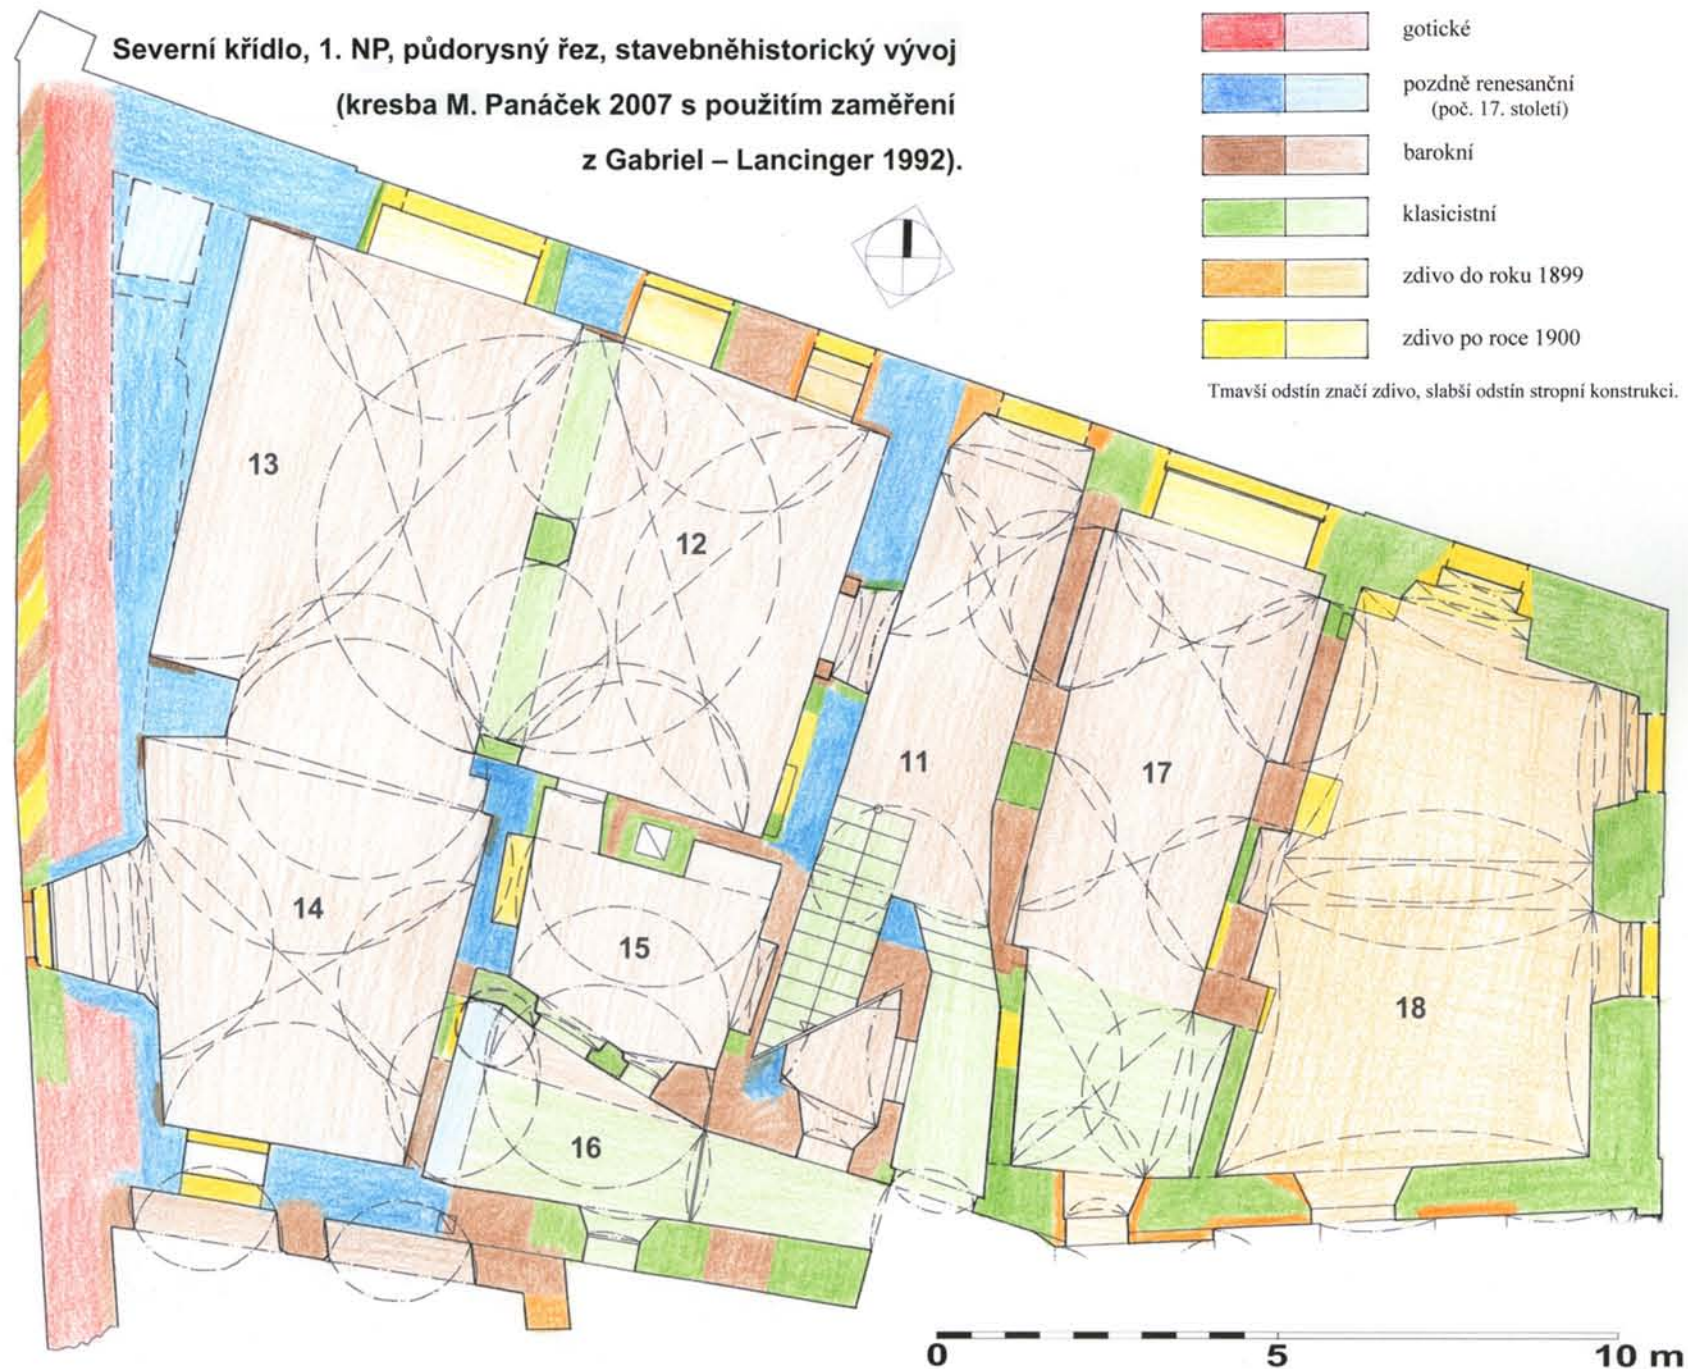 Severní křídlo, 1. NP, půdorysný řez, stavebněhistorický vývoj
(kresba M. Panáček 2007 s použitím zaměření
z Gabriel – Lancinger 1992).
gotické
pozdně renesanční
(poč. 17. století)
barokní
klasicistní
zdivo do roku 1899
zdivo po roce 1900
Tmavší odstín značí zdivo, slabší odstín stropní konstrukci.
13
12
11
17
14
15
18
16
0 5 10 m